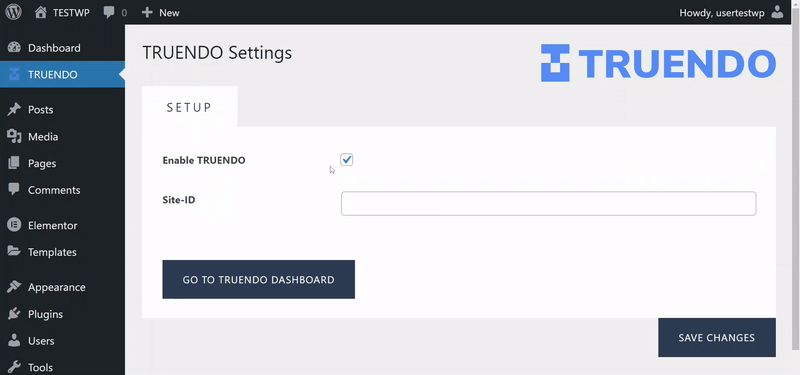 TESTWP 0 New Howdy, usertestwp
Dashboard
TRUENDO
Posts
Media
Pages
Comments
Elementor
Templates
Appearance
Plugins
Users
Tools
TRUENDO Settings
TRUENDO
SETUP
Enable TRUENDO
Site-ID
GO TO TRUENDO DASHBOARD
SAVE CHANGES